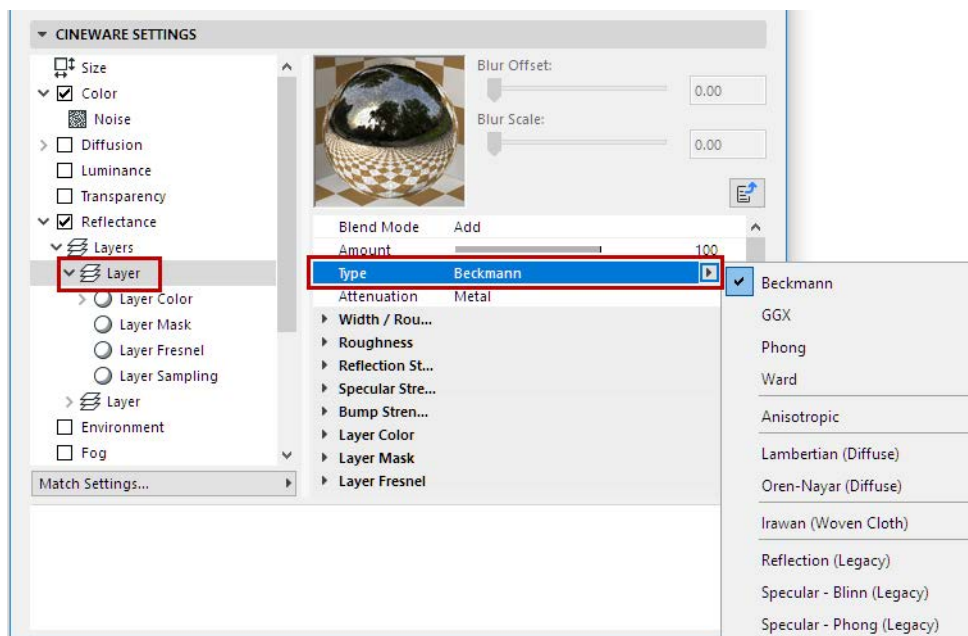 CINEWARE SETTINGS
Size
Color
Noise
Diffusion
Luminance
Transparency
Reflectance
Layers
Layer
Layer Color
Layer Mask
Layer Fresnel
Layer Sampling
Layer
Environment
Fog
Match Settings...
Blur Offset:
0.00
Blur Scale:
0.00
Blend Mode Add
Amount 100
Type Beckmann
Attenuation Metal
Width / Rou...
Roughness
Reflection St...
Specular Stre...
Bump Stren...
Layer Color
Layer Mask
Layer Fresnel
Beckmann
GGX
Phong
Ward
Anisotropic
Lambertian (Diffuse)
Oren-Nayar (Diffuse)
Irawan (Woven Cloth)
Reflection (Legacy)
Specular - Blinn (Legacy)
Specular - Phong (Legacy)